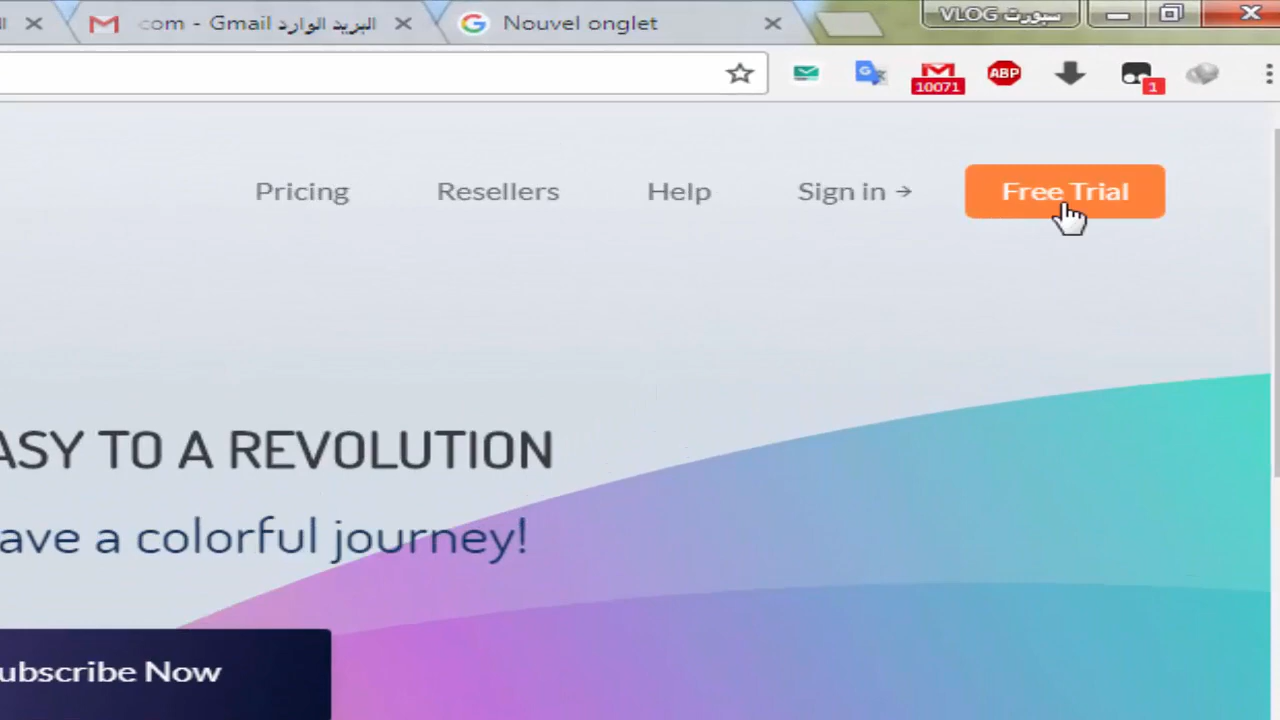 com - Gmail البريد الوارد
Nouvel onglet
سبورت VLOG
10071
ABP
1
Pricing
Resellers
Help
Sign in →
Free Trial
ASY TO A REVOLUTION
ave a colorful journey!
ubscribe Now